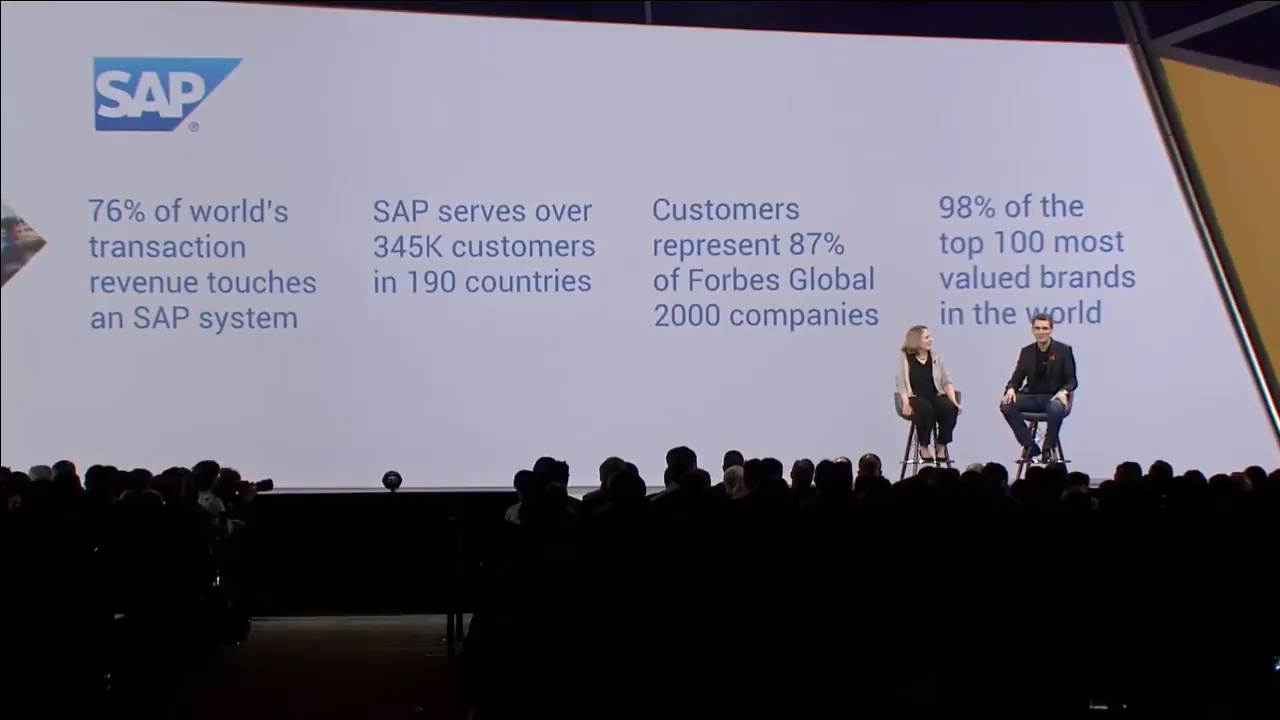 SAP
®
76% of world's
transaction
revenue touches
an SAP system
SAP serves over
345K customers
in 190 countries
Customers
represent 87%
of Forbes Global
2000 companies
98% of the
top 100 most
valued brands
in the world